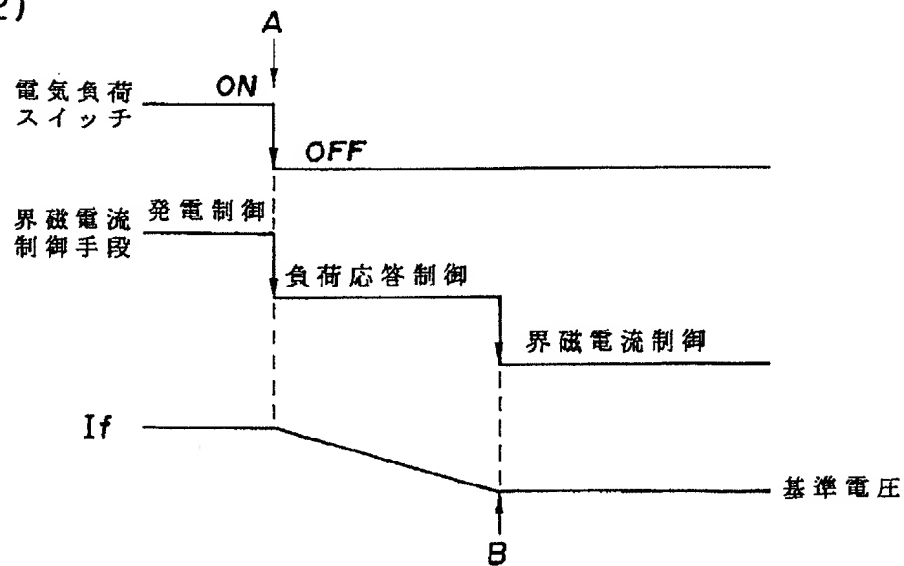 2)
A
電気負荷
スイッチ
ON
OFF
界磁電流
制御手段
発電制御
負荷応答制御
界磁電流制御
If
基準電圧
B